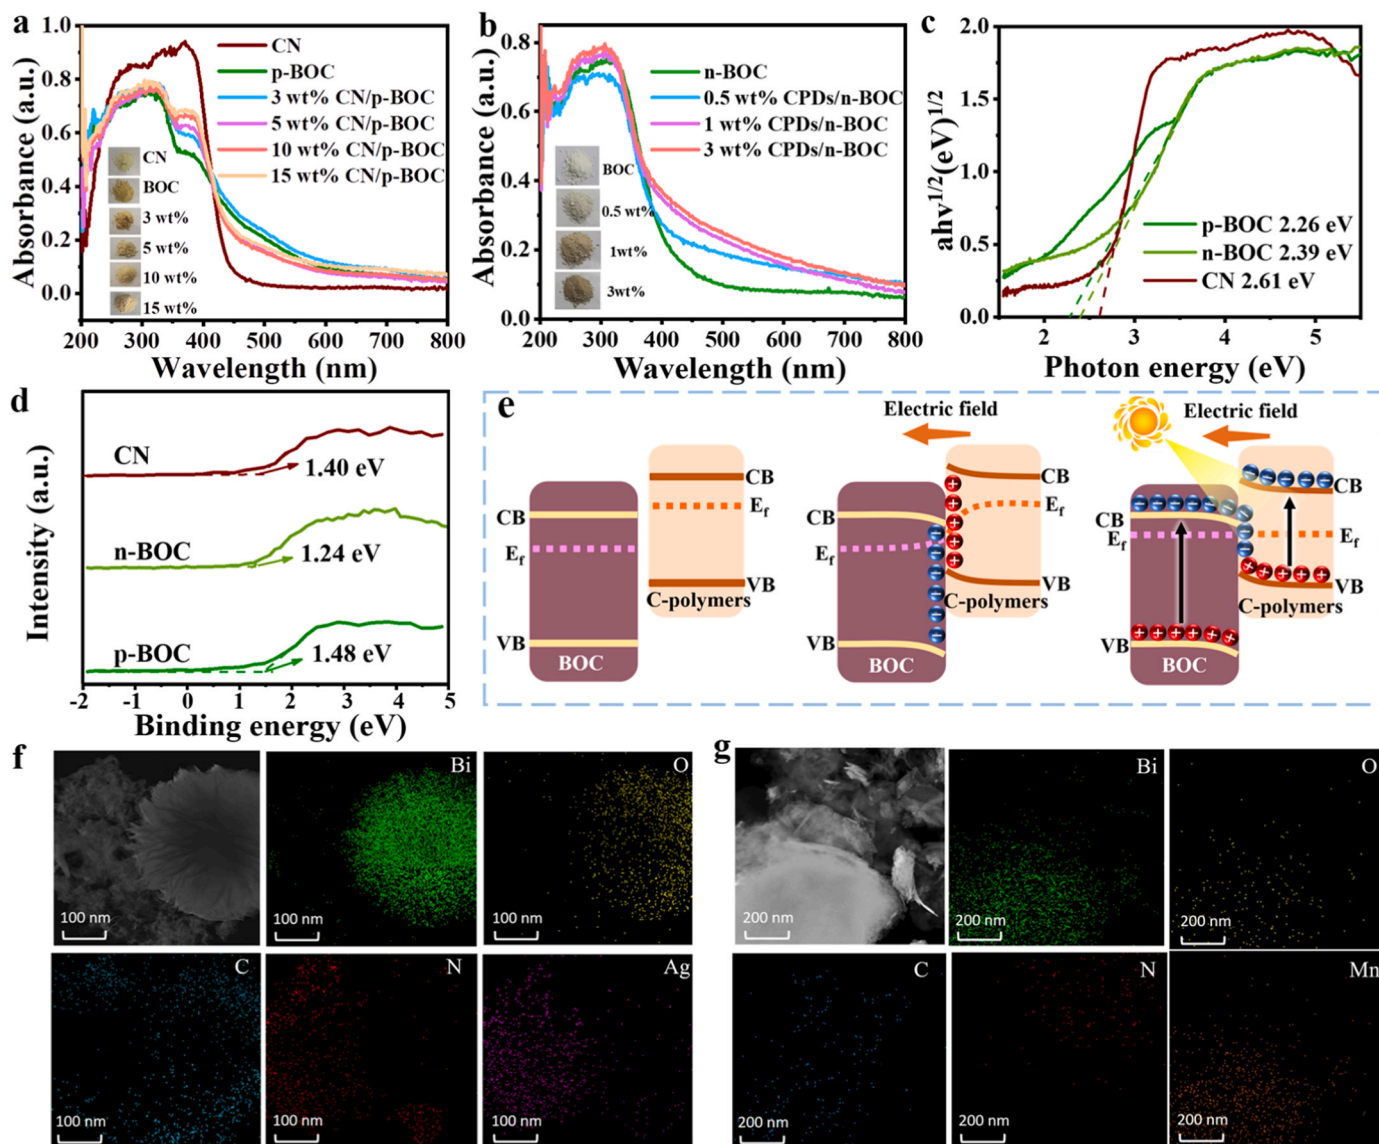 a
Absorbance (a.u.)
1.0
0.8
0.6
0.4
0.2
0.0
CN
p-BOC
3 wt% CN/p-BOC
5 wt% CN/p-BOC
10 wt% CN/p-BOC
15 wt% CN/p-BOC
CN
BOC
3 wt%
5 wt%
10 wt%
15 wt%
200 300 400 500 600 700 800
Wavelength (nm)
b
Absorbance (a.u.)
0.8
0.6
0.4
0.2
0.0
n-BOC
0.5 wt% CPDs/n-BOC
1 wt% CPDs/n-BOC
3 wt% CPDs/n-BOC
BOC
0.5 wt%
1wt%
3wt%
200 300 400 500 600 700 800
Wavelength (nm)
c
ahv1/2(eV)1/2
2.0
1.5
1.0
0.5
0.0
p-BOC 2.26 eV
n-BOC 2.39 eV
CN 2.61 eV
2 3 4 5
Photon energy (eV)
d
Intensity (a.u.)
CN
1.40 eV
n-BOC
1.24 eV
p-BOC
1.48 eV
-2 -1 0 1 2 3 4 5
Binding energy (eV)
e
CB
Ef
VB
BOC
CB
Ef
VB
C-polymers
Electric field
CB
Ef
VB
BOC
CB
Ef
VB
C-polymers
Electric field
CB
Ef
VB
BOC
CB
Ef
VB
C-polymers
f
100 nm
Bi
100 nm
O
100 nm
C
100 nm
N
100 nm
Ag
100 nm
g
200 nm
Bi
200 nm
O
200 nm
C
200 nm
N
200 nm
Mn
200 nm